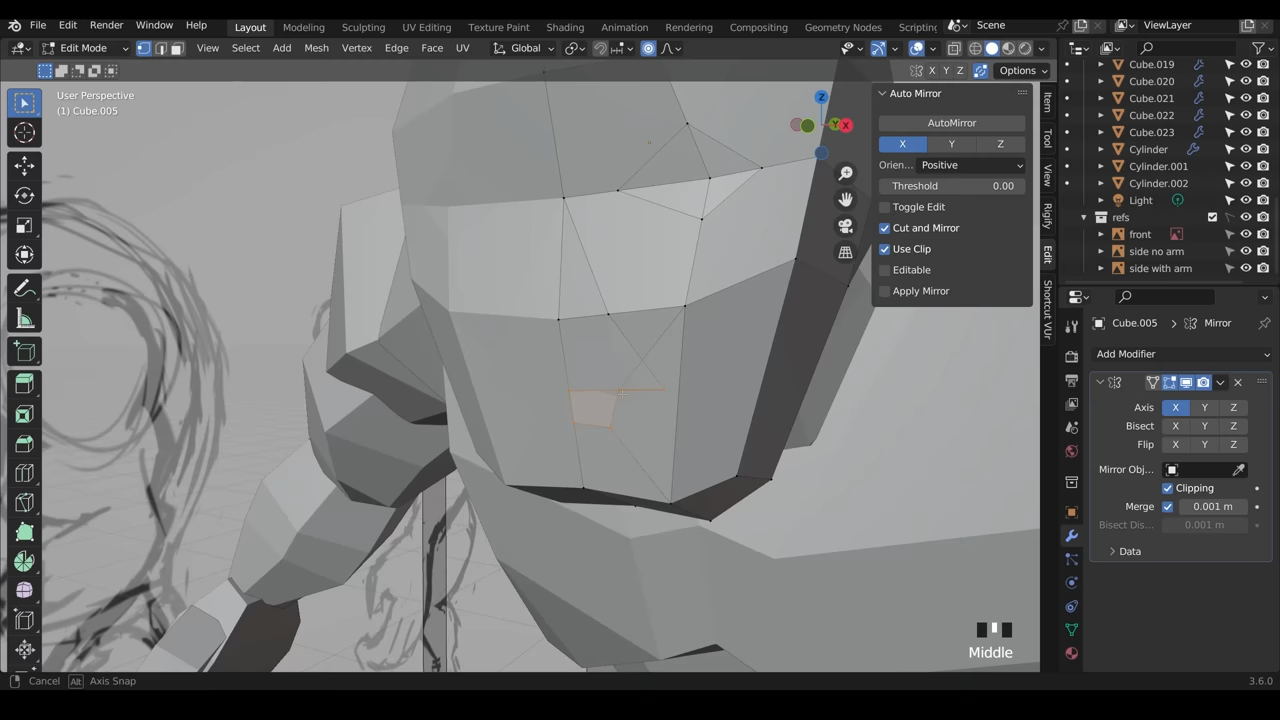 File Edit Render Window Help Layout Modeling Sculpting UV Editing Texture Paint Shading Animation Rendering Compositing Geometry Nodes Scripting Scene ViewLayer
Edit Mode View Select Add Mesh Vertex Edge Face UV Global
X Y Z Options
User Perspective
(1) Cube.005
Z
Y X
Auto Mirror
AutoMirror
X Y Z
Orien... Positive
Threshold 0.00
Toggle Edit
Cut and Mirror
Use Clip
Editable
Apply Mirror
Item
Tool
View
Rigify
Edit
Shortcut VUr
Cube.019
Cube.020
Cube.021
Cube.022
Cube.023
Cylinder
Cylinder.001
Cylinder.002
Light
refs
front
side no arm
side with arm
Cube.005 Mirror
Add Modifier
Axis X Y Z
Bisect X Y Z
Flip X Y Z
Mirror Obj...
Clipping
Merge 0.001 m
Bisect Dis... 0.001 m
Data
Middle
Cancel Alt Axis Snap 3.6.0